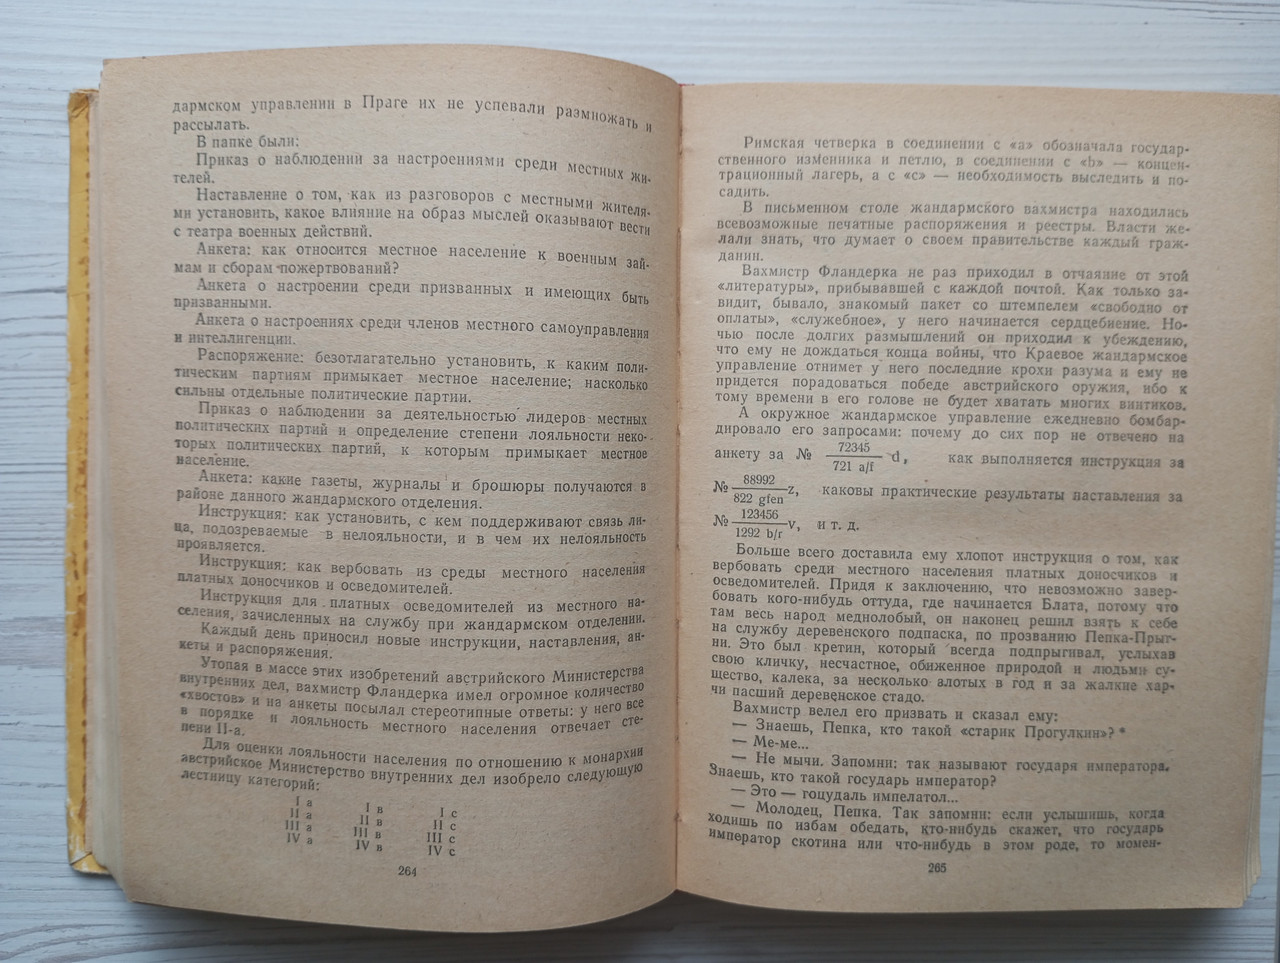 дармском управлении в Праге их не успевали размножать и
рассылать.
В папке были:
Приказ о наблюдений за настроениями среди местных жи-
телей.
Наставление о том, как из разговоров с местными жителя-
ми установить, какое влияние на образ мыслей оказывают вести
с театра военных действий.
Анкета: как относится местное население к военным зай-
мам и сборам пожертвований?
Анкета о настроении среди призванных и имеющих быть
призванными.
Анкета о настроениях среди членов местного самоуправления
и интеллигенции.
Распоряжение: безотлагательно установить, к каким поли-
тическим партиям примыкает местное население; насколько
сильны отдельные политические партии.
Приказ о наблюдении за деятельностью лидеров местных
политических партий и определение степени лояльности неко-
торых политических партий, к которым примыкает местное
население.
Анкета: какие газеты, журналы и брошюры получаются в
районе данного жандармского отделения.
Инструкция: как установить, с кем поддерживают связь ли-
ца, подозреваемые в нелояльности, и в чем их нелояльность
проявляется.
Инструкция: как вербовать из среды местного населения
платных доносчиков и осведомителей.
Инструкция для платных осведомителей из местного на-
селения, зачисленных на службу при жандармском отделении.
Каждый день приносил новые инструкции, наставления, ан-
кеты и распоряжения.
Утопая в массе этих изобретений австрийского Министерства
внутренних дел, вахмистр Фландерка имел огромное количество
«хвостов» и на анкеты посылал стереотипные ответы: у него все
в порядке и лояльность местного населения отвечает сте-
пени II-а.
Для оценки лояльности населения по отношению к монархии
австрийское Министерство внутренних дел изобрело следующую
лестницу категорий:
I а I в I с
II а II в II с
III а III в III с
IV а IV в IV с
264
Римская четверка в соединении с «а» обозначала государ-
ственного изменника и петлю, в соединении с «b» — концен-
трационный лагерь, а с «с» — необходимость выследить и по-
садить.
В письменном столе жандармского вахмистра находились
всевозможные печатные распоряжения и реестры. Власти же-
лали знать, что думает о своем правительстве каждый граж-
данин.
Вахмистр Фландерка не раз приходил в отчаяние от этой
«литературы», прибывавшей с каждой почтой. Как только за-
видит, бывало, знакомый пакет со штемпелем «свободно от
оплаты», «служебное», у него начинается сердцебиение. Но-
чью после долгих размышлений он приходил к убеждению,
что ему не дождаться конца войны, что Краевое жандармское
управление отнимет у него последние крохи разума и ему не
придется порадоваться победе австрийского оружия, ибо к
тому времени в его голове не будет хватать многих винтиков.
А окружное жандармское управление ежедневно бомбар-
дировало его запросами: почему до сих пор не отвечено на
анкету за № 72345 / 721 a/f d, как выполняется инструкция за
№ 88992 / 822 gfen z, каковы практические результаты наставления за
№ 123456 / 1292 b/r v, и т. д.
Больше всего доставила ему хлопот инструкция о том, как
вербовать среди местного населения платных доносчиков и
осведомителей. Придя к заключению, что невозможно завер-
бовать кого-нибудь оттуда, где начинается Блата, потому что
там весь народ меднолобый, он наконец решил взять к себе
на службу деревенского подпаска, по прозванию Пепка-Прыг-
ни. Это был кретин, который всегда подпрыгивал, услыхав
свою кличку, несчастное, обиженное природой и людьми су-
щество, калека, за несколько злотых в год и за жалкие хар-
чи пасший деревенское стадо.
Вахмистр велел его призвать и сказал ему:
— Знаешь, Пепка, кто такой «старик Прогулкин»? *
— Ме-ме...
— Не мычи. Запомни: так называют государя императора.
Знаешь, кто такой государь император?
— Это — гоцудаль импелатол...
— Молодец, Пепка. Так запомни: если услышишь, когда
ходишь по избам обедать, кто-нибудь скажет, что государь
император скотина или что-нибудь в этом роде, то момен-
265